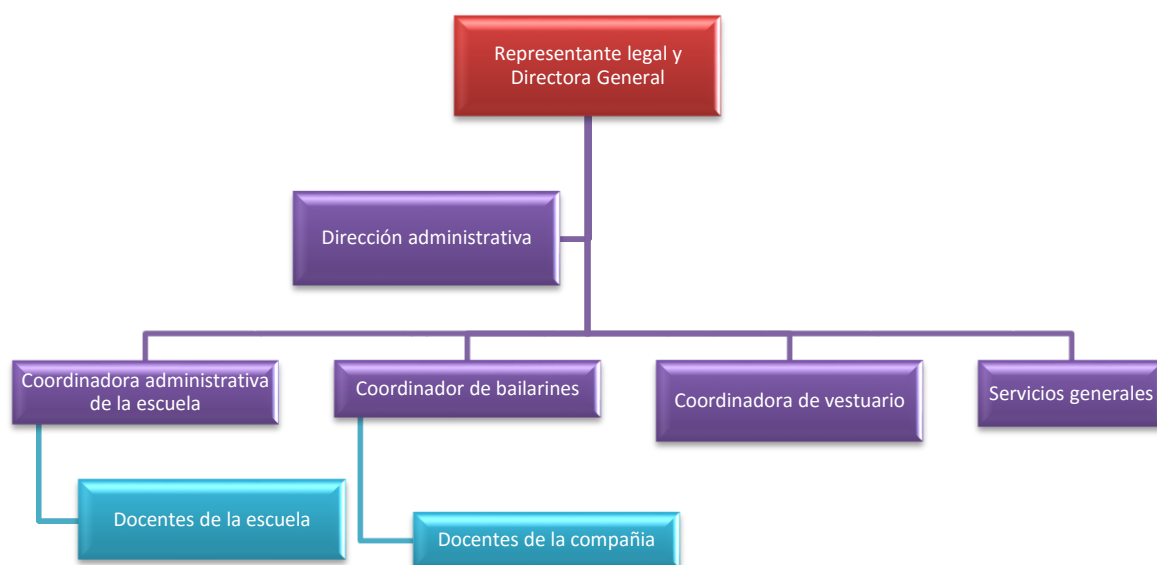 Representante legal y
Directora General
Dirección administrativa
Coordinadora administrativa
de la escuela
Coordinador de bailarines
Coordinadora de vestuario
Servicios generales
Docentes de la escuela
Docentes de la compañia